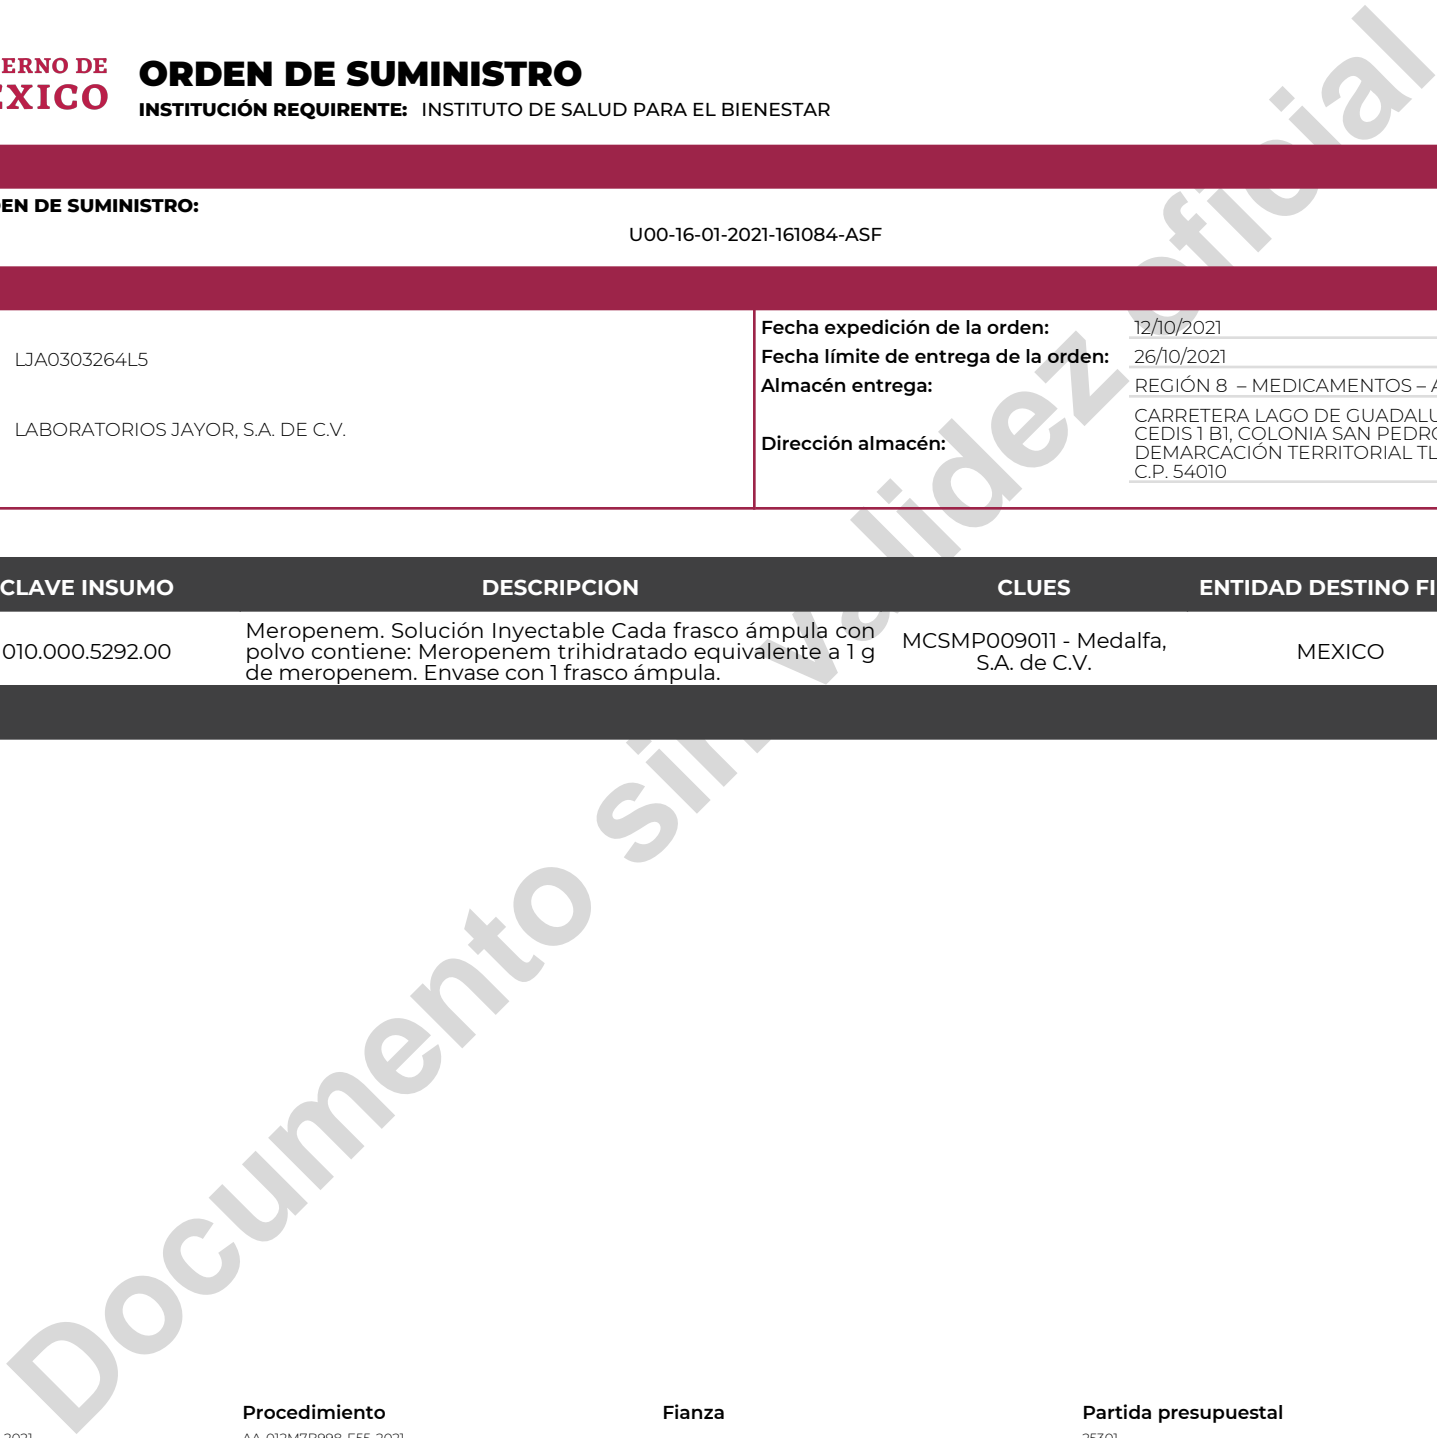 ERNO DE
EXICO
ORDEN DE SUMINISTRO
INSTITUCIÓN REQUIRENTE: INSTITUTO DE SALUD PARA EL BIENESTAR
EN DE SUMINISTRO:
U00-16-01-2021-161084-ASF
LJA0303264L5
LABORATORIOS JAYOR, S.A. DE C.V.
Fecha expedición de la orden: 12/10/2021
Fecha límite de entrega de la orden: 26/10/2021
Almacén entrega: REGIÓN 8 – MEDICAMENTOS – A
Dirección almacén:
CARRETERA LAGO DE GUADALU
CEDIS 1 B1, COLONIA SAN PEDRO
DEMARCACIÓN TERRITORIAL TL
C.P. 54010
CLAVE INSUMO DESCRIPCION CLUES ENTIDAD DESTINO FI
010.000.5292.00
Meropenem. Solución Inyectable Cada frasco ámpula con
polvo contiene: Meropenem trihidratado equivalente a 1 g
de meropenem. Envase con 1 frasco ámpula.
MCSMP009011 - Medalfa,
S.A. de C.V.
MEXICO
Documento sin validez oficial
Procedimiento Fianza Partida presupuestal